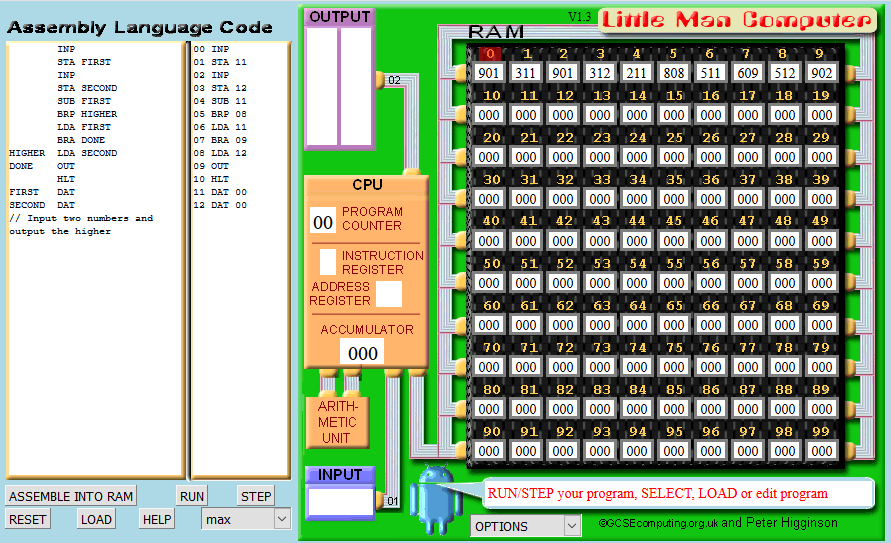 Assembly Language Code
INP
STA FIRST
INP
STA SECOND
SUB FIRST
BRP HIGHER
LDA FIRST
BRA DONE
HIGHER LDA SECOND
DONE OUT
HLT
FIRST DAT
SECOND DAT
// Input two numbers and
output the higher
00 INP
01 STA 11
02 INP
03 STA 12
04 SUB 11
05 BRP 08
06 LDA 11
07 BRA 09
08 LDA 12
09 OUT
10 HLT
11 DAT 00
12 DAT 00
ASSEMBLE INTO RAM RUN STEP
RESET LOAD HELP max
OUTPUT
02
CPU
00 PROGRAM
COUNTER
INSTRUCTION
REGISTER
ADDRESS
REGISTER
ACCUMULATOR
000
ARITH-
METIC
UNIT
INPUT
01
V1.3 Little Man Computer
RAM
0 1 2 3 4 5 6 7 8 9
901 311 901 312 211 808 511 609 512 902
10 11 12 13 14 15 16 17 18 19
000 000 000 000 000 000 000 000 000 000
20 21 22 23 24 25 26 27 28 29
000 000 000 000 000 000 000 000 000 000
30 31 32 33 34 35 36 37 38 39
000 000 000 000 000 000 000 000 000 000
40 41 42 43 44 45 46 47 48 49
000 000 000 000 000 000 000 000 000 000
50 51 52 53 54 55 56 57 58 59
000 000 000 000 000 000 000 000 000 000
60 61 62 63 64 65 66 67 68 69
000 000 000 000 000 000 000 000 000 000
70 71 72 73 74 75 76 77 78 79
000 000 000 000 000 000 000 000 000 000
80 81 82 83 84 85 86 87 88 89
000 000 000 000 000 000 000 000 000 000
90 91 92 93 94 95 96 97 98 99
000 000 000 000 000 000 000 000 000 000
RUN/STEP your program, SELECT, LOAD or edit program
OPTIONS
©GCSEcomputing.org.uk and Peter Higginson